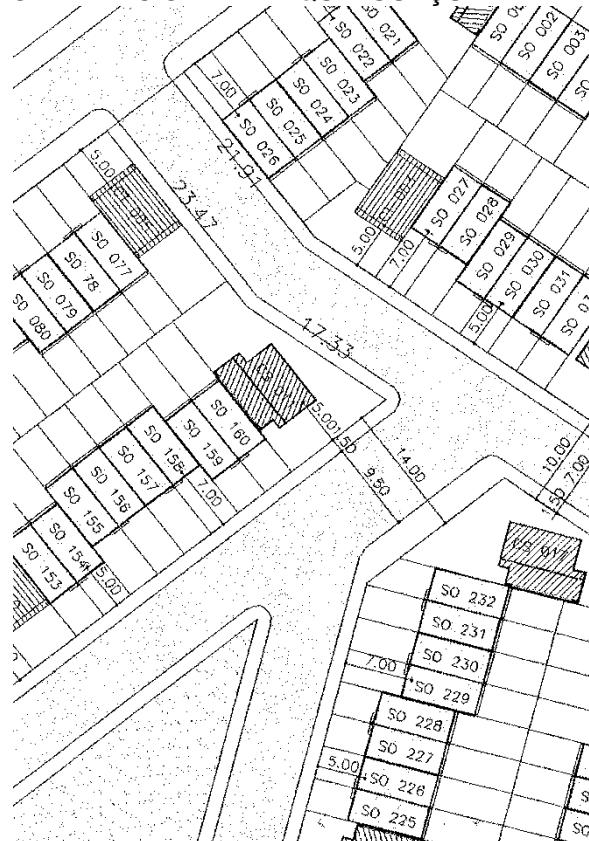 SO 021
SO 022
SO 023
SO 024
SO 025
SO 026
7.00
21.91
23.47
17.33
5.00
SO 077
SO 78
SO 079
SO 080
002
0031
SO 027
SO 028
SO 029
SO 030
SO 031
5.00
7.00
5.00
SO 160
SO 159
SO 158
SO 157
SO 156
SO 155
SO 154
SO 153
7.00
5.00
5.00
1.50
9.50
14.00
10.00
1.50
7.00
CS 017
SO 232
SO 231
SO 230
SO 229
7.00
SO 228
SO 227
SO 226
SO 225
5.00